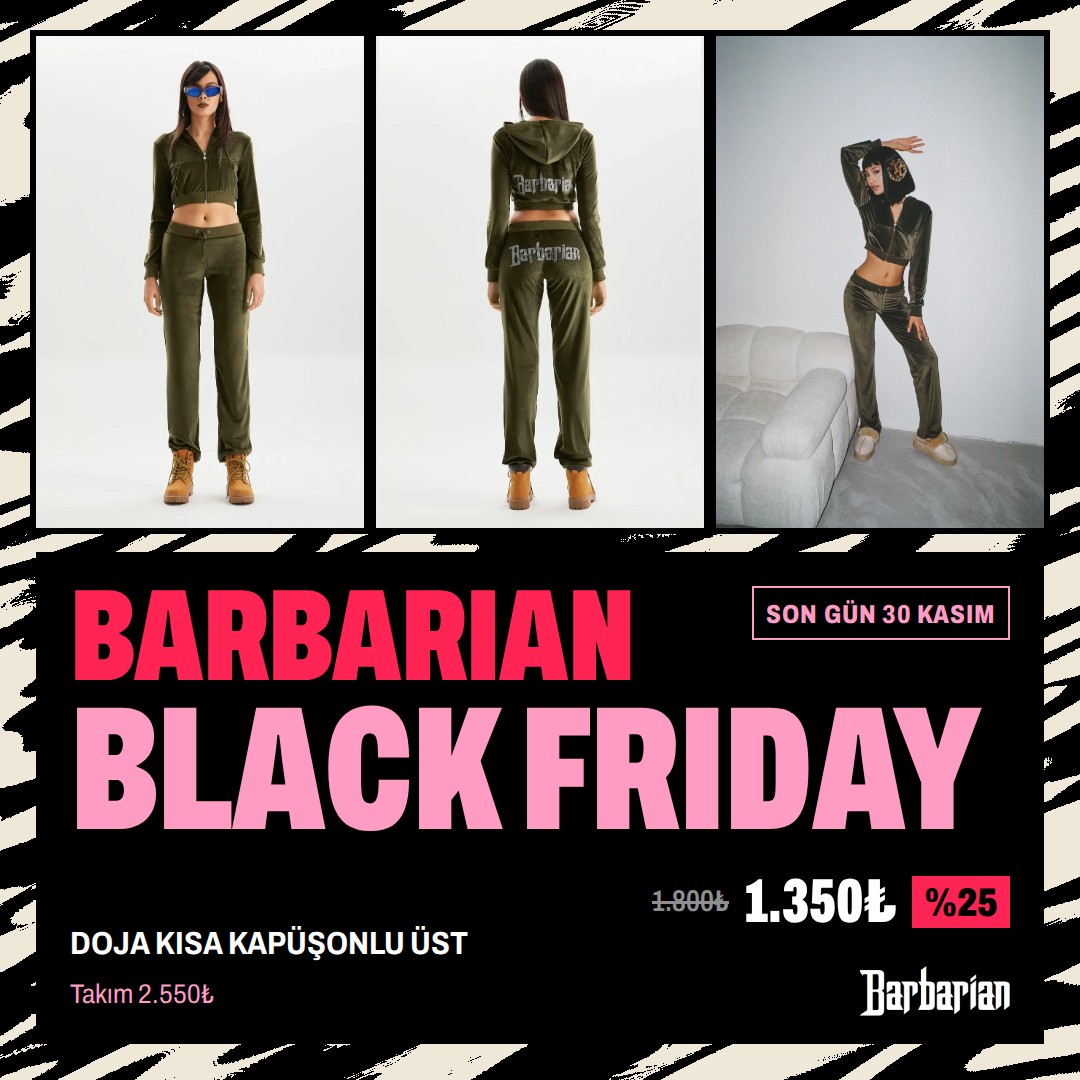 Barbarian
Barbarian
BARBARIAN
SON GÜN 30 KASIM
BLACK FRIDAY
1.800₺ 1.350₺ %25
DOJA KISA KAPÜŞONLU ÜST
Takım 2.550₺
Barbarian